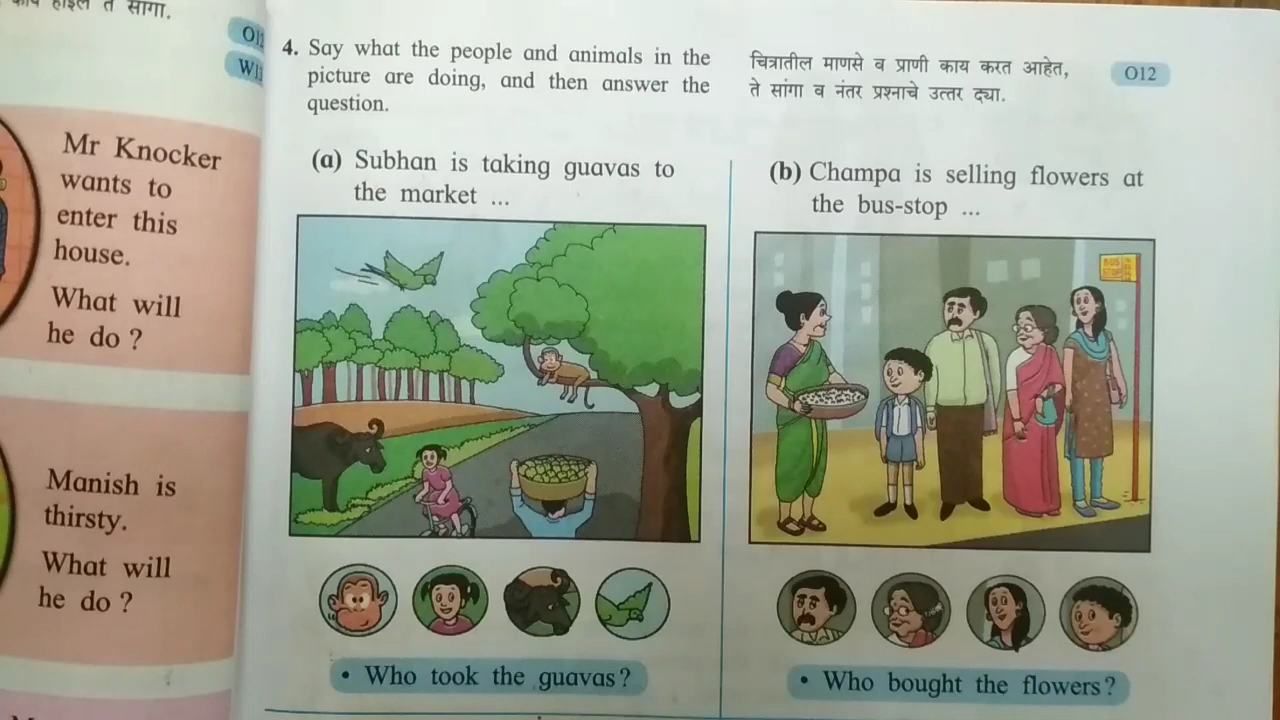 त सांगा.
Mr Knocker
wants to
enter this
house.
What will
he do ?
Manish is
thirsty.
What will
he do ?
4. Say what the people and animals in the
picture are doing, and then answer the
question.
चित्रातील माणसे व प्राणी काय करत आहेत,
ते सांगा व नंतर प्रश्नाचे उत्तर द्या.
O12
(a) Subhan is taking guavas to
the market ...
• Who took the guavas?
(b) Champa is selling flowers at
the bus-stop ...
BUS
STOP
• Who bought the flowers?